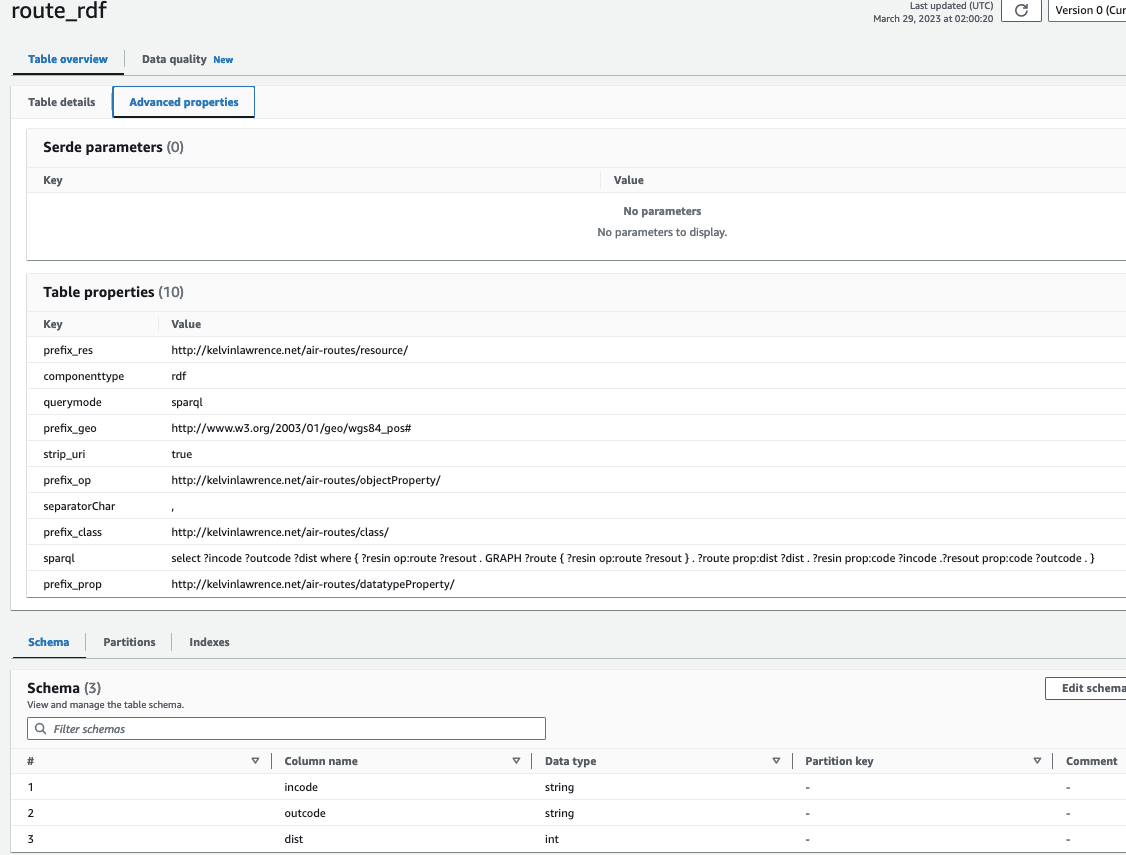 route_rdf
Last updated (UTC)
March 29, 2023 at 02:00:20
Version 0 (Cur
Table overview
Data quality New
Table details
Advanced properties
Serde parameters (0)
Key Value
No parameters
No parameters to display.
Table properties (10)
Key Value
prefix_res http://kelvinlawrence.net/air-routes/resource/
componenttype rdf
querymode sparql
prefix_geo http://www.w3.org/2003/01/geo/wgs84_pos#
strip_uri true
prefix_op http://kelvinlawrence.net/air-routes/objectProperty/
separatorChar ,
prefix_class http://kelvinlawrence.net/air-routes/class/
sparql select ?incode ?outcode ?dist where { ?resin op:route ?resout . GRAPH ?route { ?resin op:route ?resout } . ?route prop:dist ?dist . ?resin prop:code ?incode .?resout prop:code ?outcode . }
prefix_prop http://kelvinlawrence.net/air-routes/datatypeProperty/
Schema Partitions Indexes
Schema (3)
View and manage the table schema.
Edit schema
Filter schemas
# Column name Data type Partition key Comment
1 incode string - -
2 outcode string - -
3 dist int - -